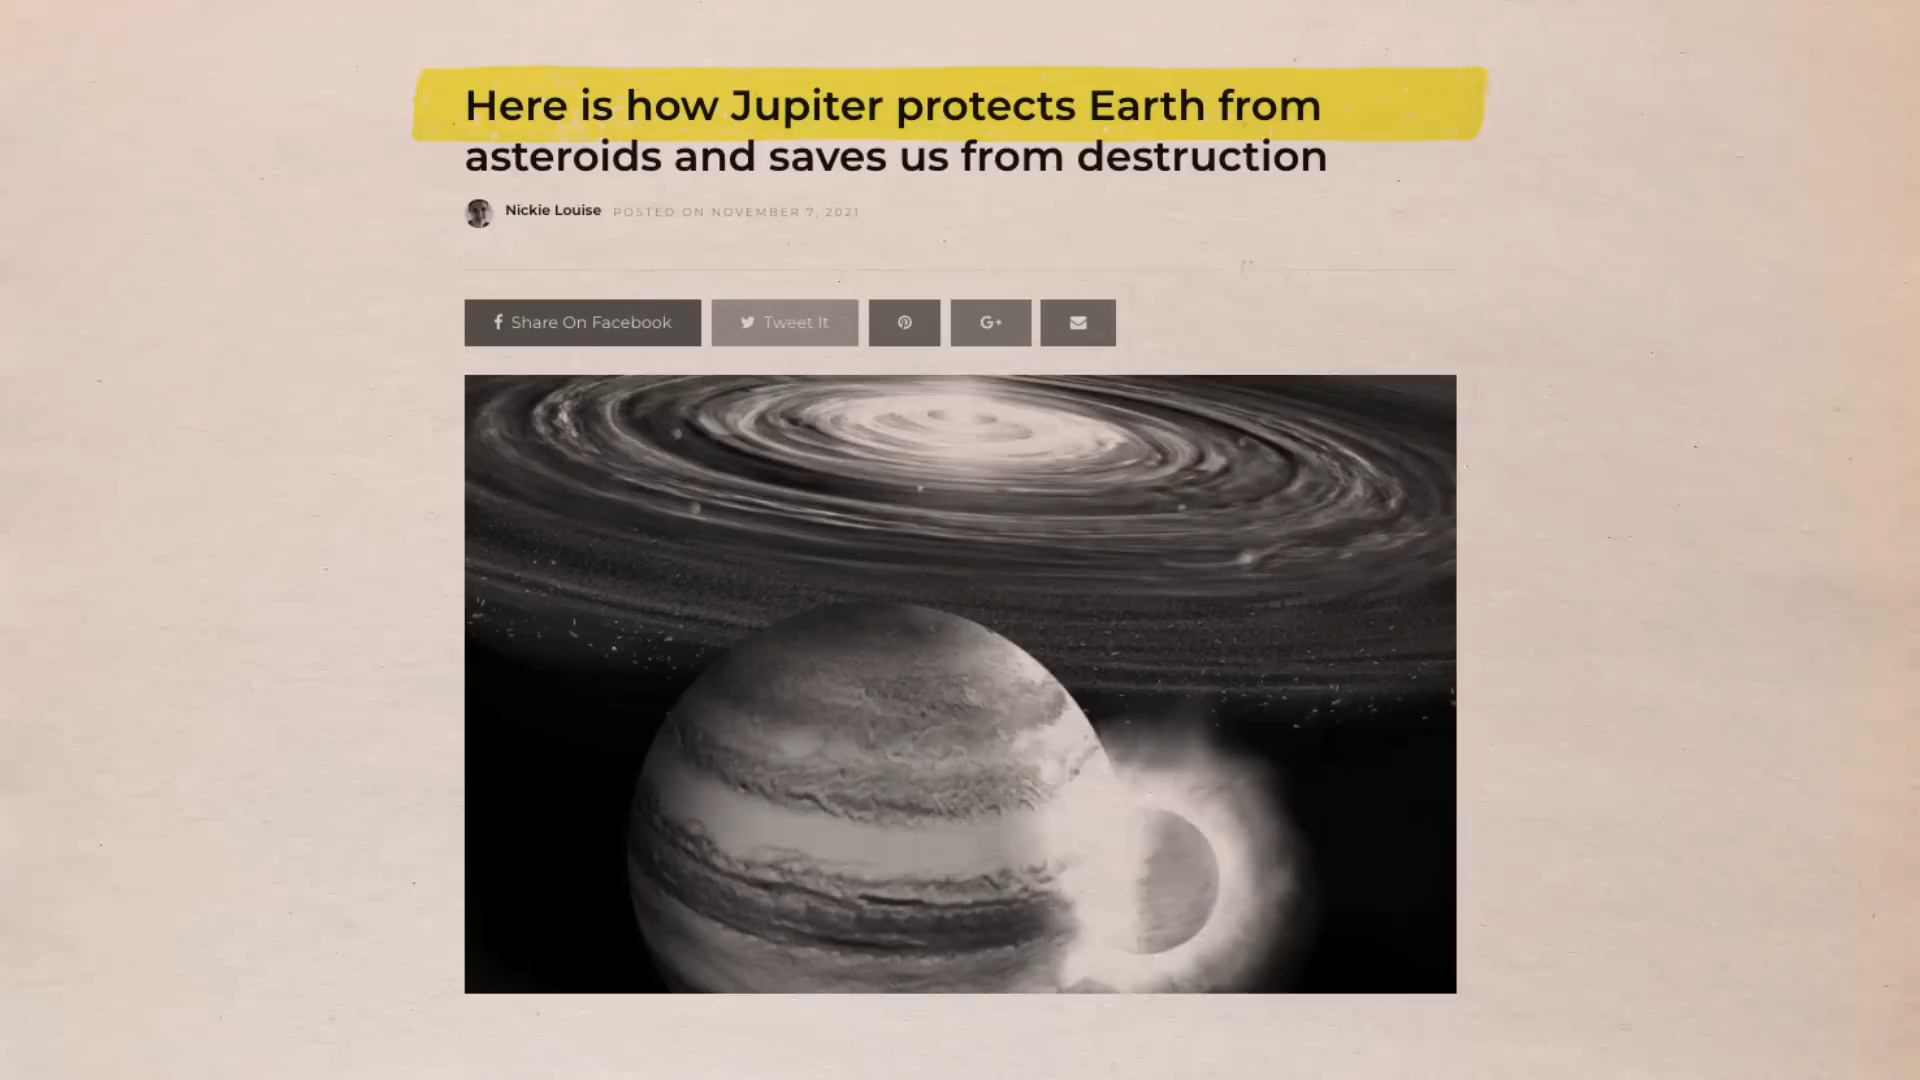 Here is how Jupiter protects Earth from
asteroids and saves us from destruction
Nickie Louise POSTED ON NOVEMBER 7, 2021
Share On Facebook Tweet It G+